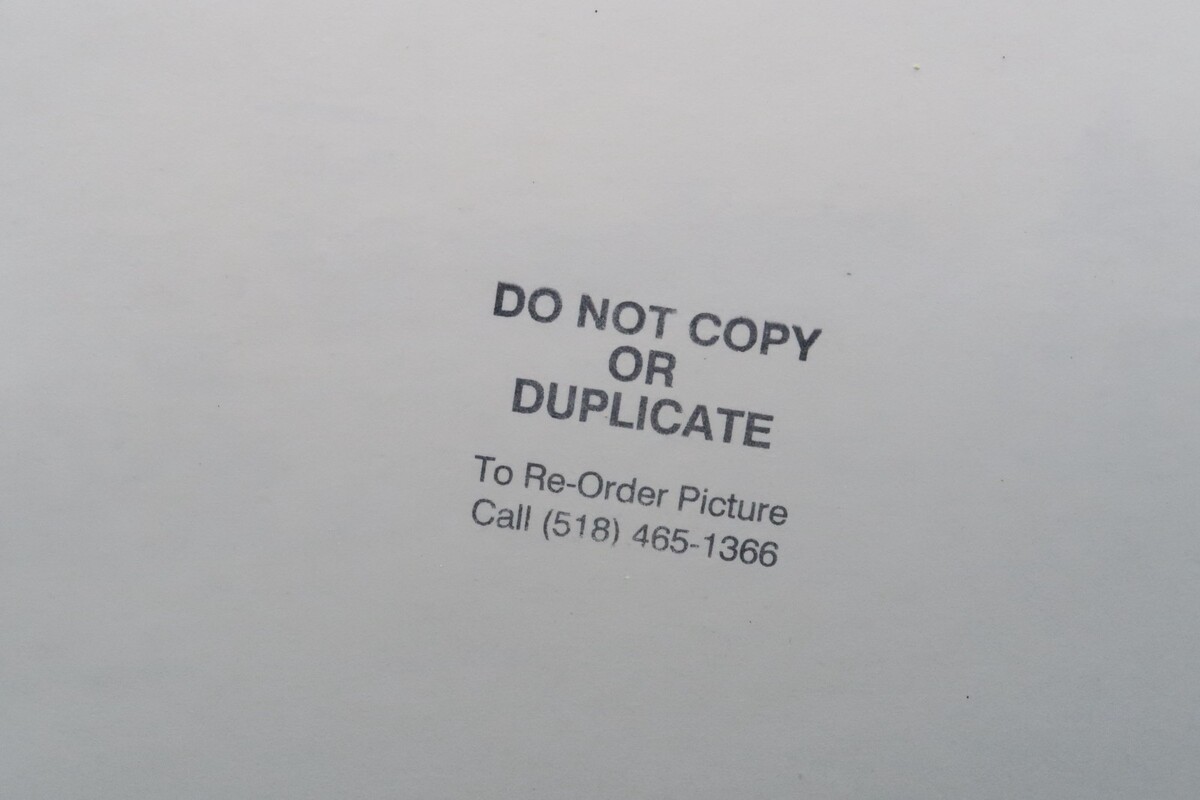 DO NOT COPY
OR
DUPLICATE
To Re-Order Picture
Call (518) 465-1366